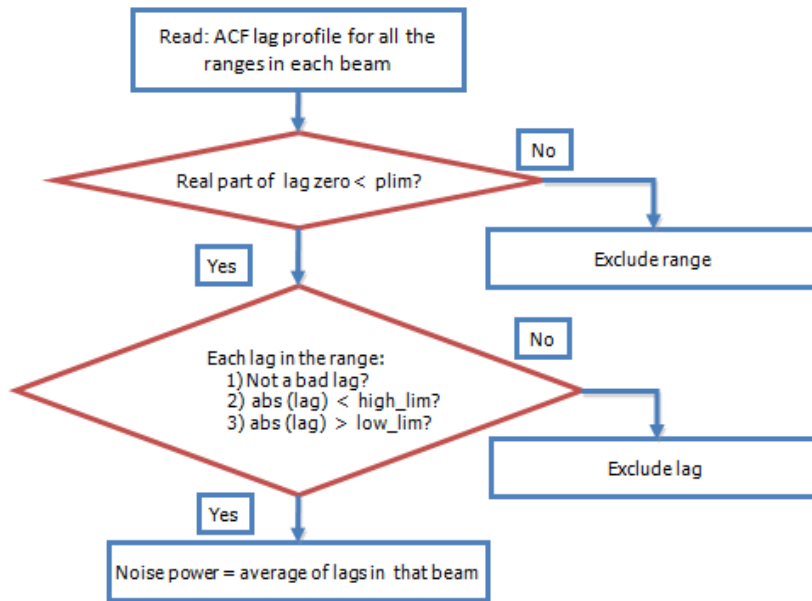 Read: ACF lag profile for all the
ranges in each beam
No
Real part of lag zero < plim?
Yes
Exclude range
No
Each lag in the range:
1) Not a bad lag?
2) abs (lag) < high_lim?
3) abs (lag) > low_lim?
Exclude lag
Yes
Noise power = average of lags in that beam